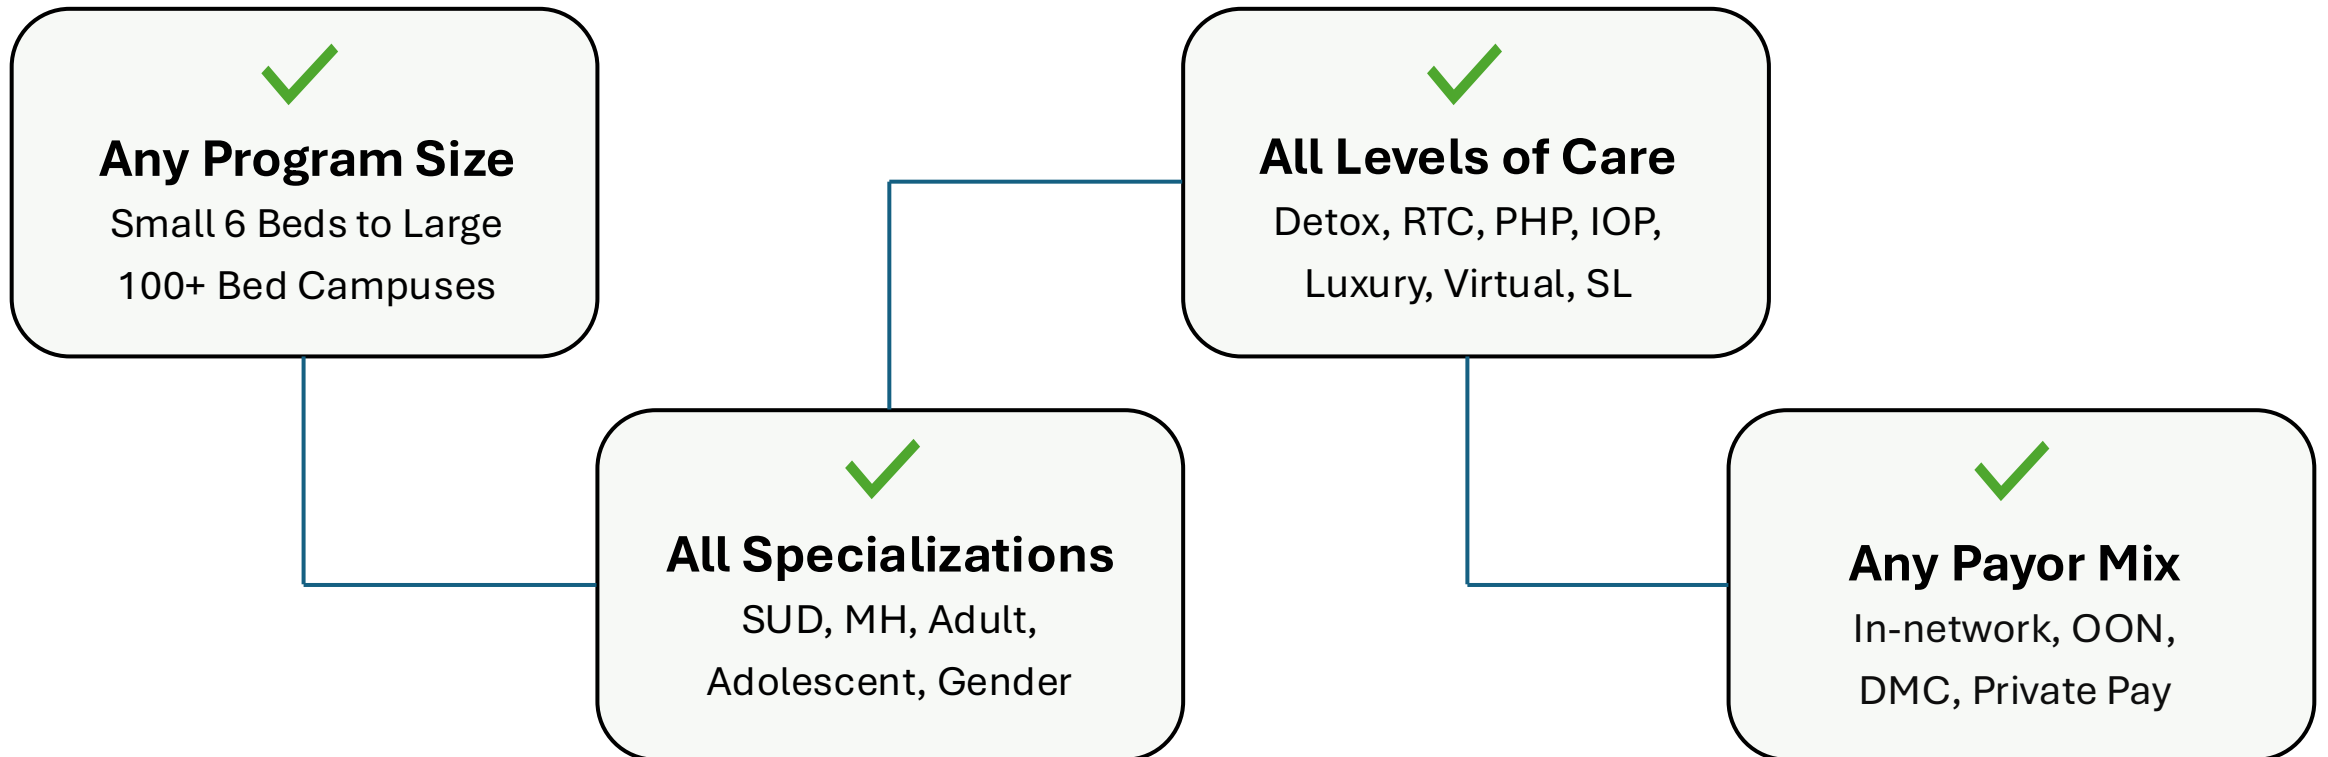 Any Program Size
Small 6 Beds to Large
100+ Bed Campuses
All Specializations
SUD, MH, Adult,
Adolescent, Gender
All Levels of Care
Detox, RTC, PHP, IOP,
Luxury, Virtual, SL
Any Payor Mix
In-network, OON,
DMC, Private Pay